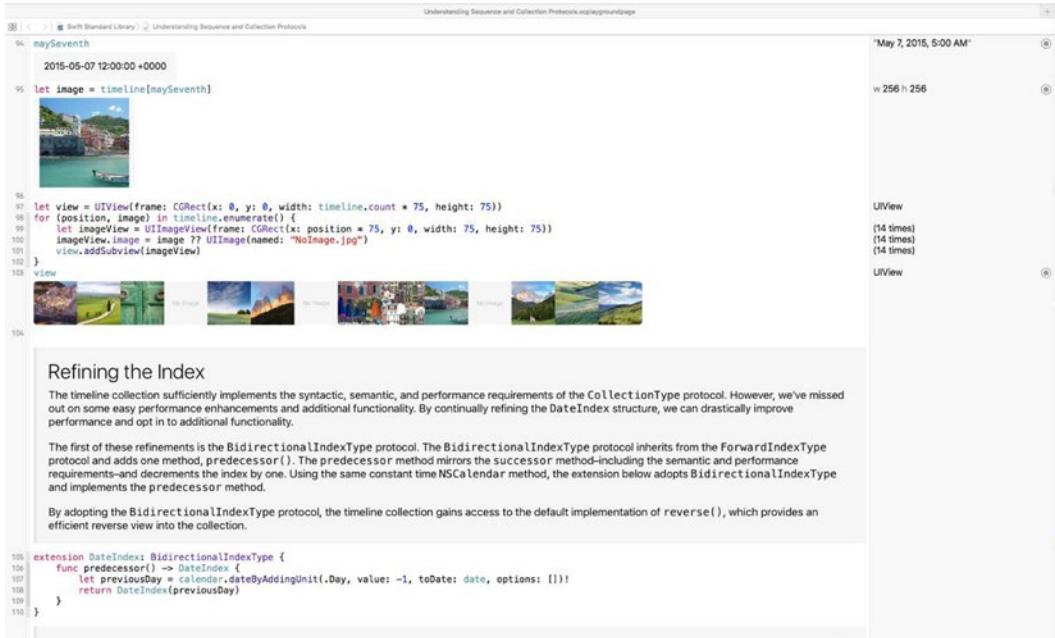 Understanding Sequence and Collection Protocols.xcplaygroundpage
Swift Standard Library
Understanding Sequence and Collection Protocols
94 maySeventh
"May 7, 2015, 5:00 AM"
2015-05-07 12:00:00 +0000
95 let image = timeline[maySeventh]
w 256 h 256
96
97 let view = UIView(frame: CGRect(x: 0, y: 0, width: timeline.count * 75, height: 75))
UIView
98 for (position, image) in timeline.enumerate() {
99 let imageView = UIImageView(frame: CGRect(x: position * 75, y: 0, width: 75, height: 75))
(14 times)
100 imageView.image = image ?? UIImage(named: "NoImage.jpg")
(14 times)
101 view.addSubview(imageView)
(14 times)
102 }
103 view
UIView
No Image
No Image
No Image
104
Refining the Index
The timeline collection sufficiently implements the syntactic, semantic, and performance requirements of the CollectionType protocol. However, we've missed
out on some easy performance enhancements and additional functionality. By continually refining the DateIndex structure, we can drastically improve
performance and opt in to additional functionality.
The first of these refinements is the BidirectionalIndexType protocol. The BidirectionalIndexType protocol inherits from the ForwardIndexType
protocol and adds one method, predecessor(). The predecessor method mirrors the successor method–including the semantic and performance
requirements–and decrements the index by one. Using the same constant time NSCalendar method, the extension below adopts BidirectionalIndexType
and implements the predecessor method.
By adopting the BidirectionalIndexType protocol, the timeline collection gains access to the default implementation of reverse(), which provides an
efficient reverse view into the collection.
105 extension DateIndex: BidirectionalIndexType {
106 func predecessor() -> DateIndex {
107 let previousDay = calendar.dateByAddingUnit(.Day, value: -1, toDate: date, options: [])!
108 return DateIndex(previousDay)
109 }
110 }